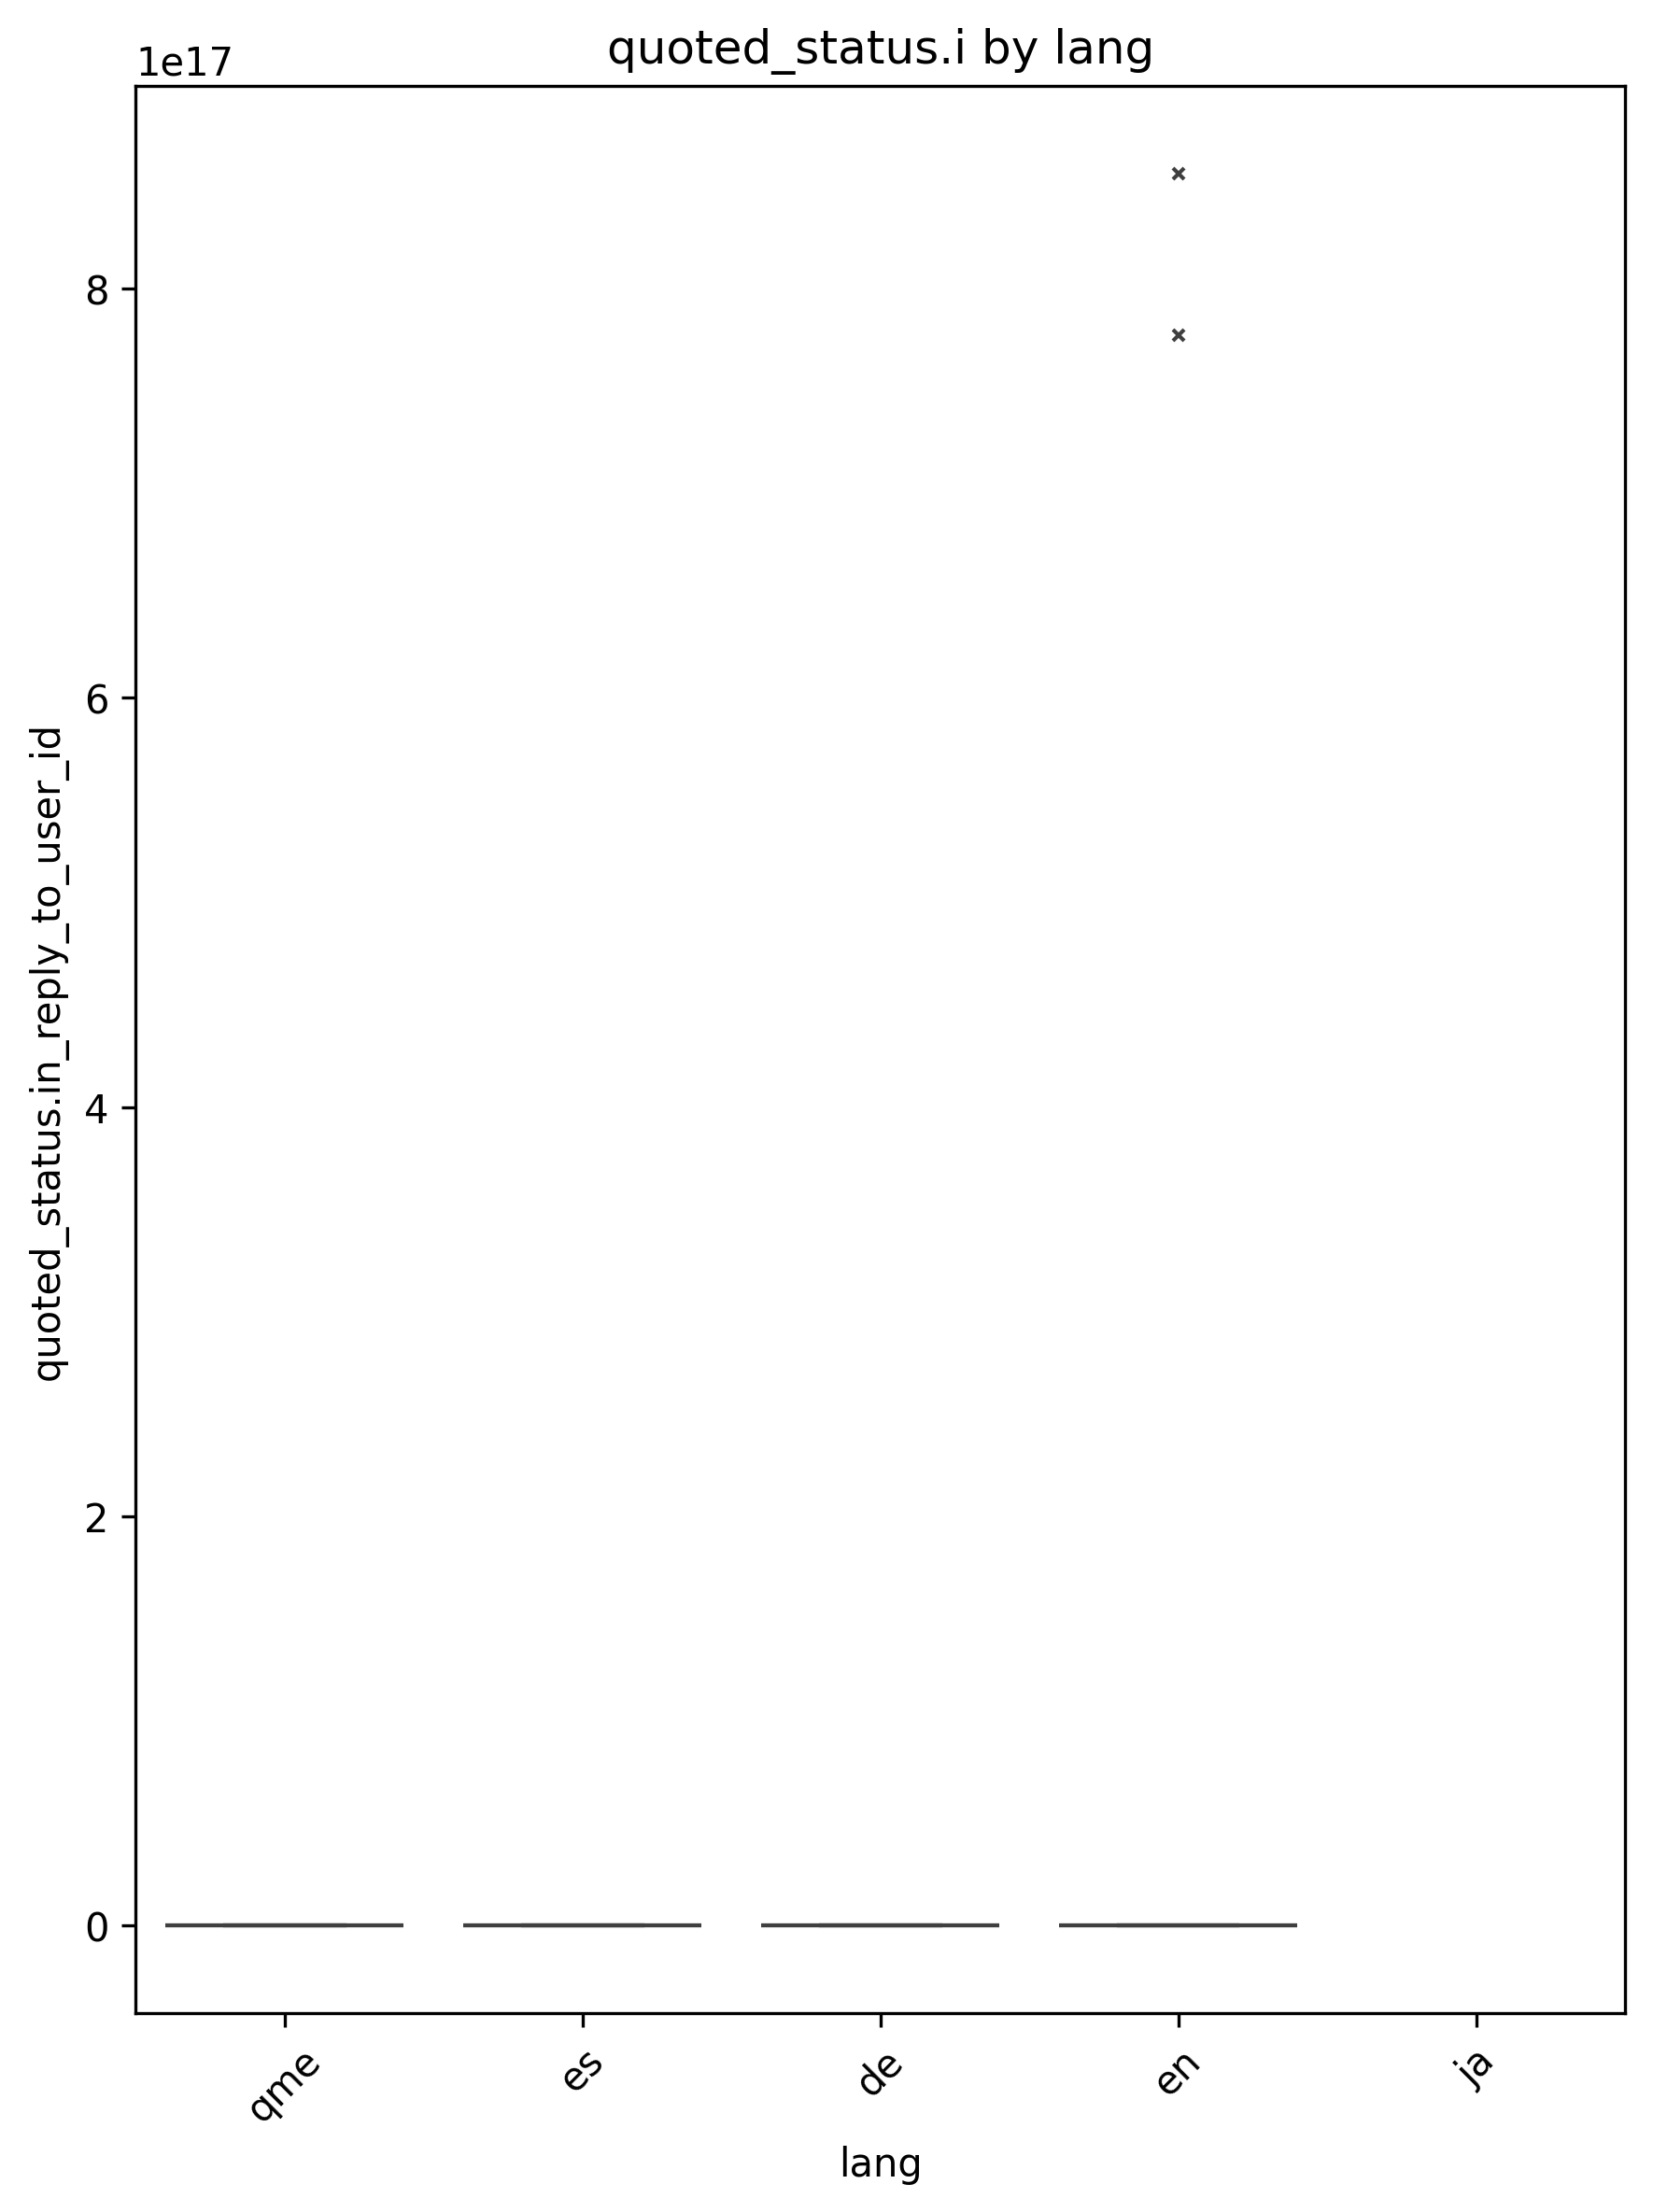 quoted_status.i by lang
1e17
8
6
4
2
0
quoted_status.in_reply_to_user_id
qme
es
de
en
ja
lang